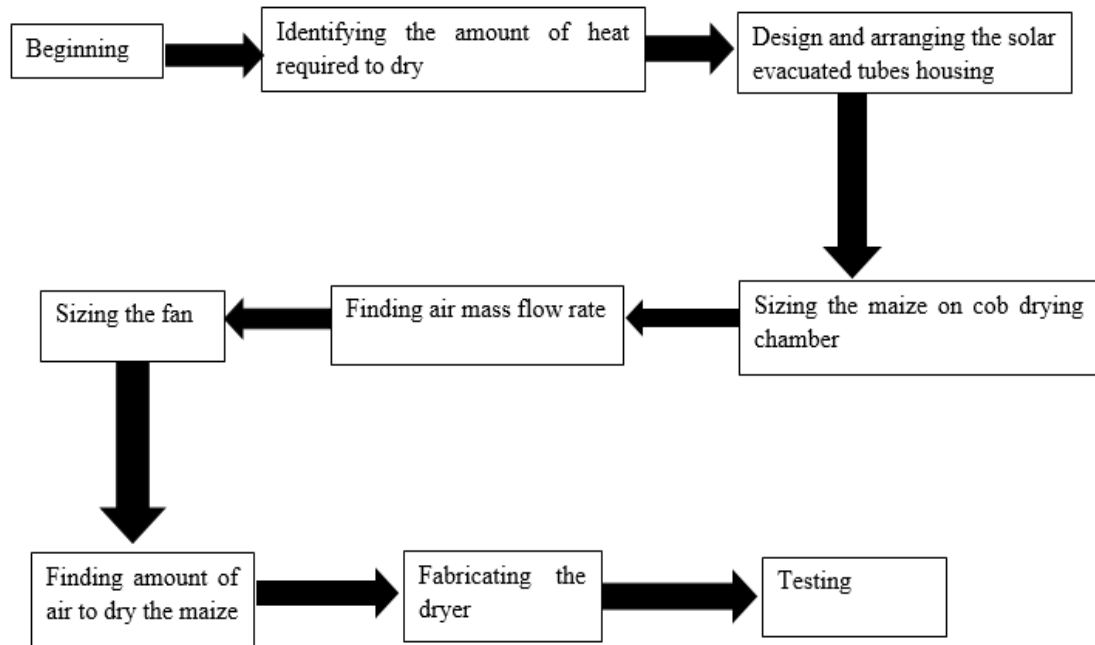 Beginning
Identifying the amount of heat
required to dry
Design and arranging the solar
evacuated tubes housing
Sizing the maize on cob drying
chamber
Finding air mass flow rate
Sizing the fan
Finding amount of
air to dry the maize
Fabricating the
dryer
Testing